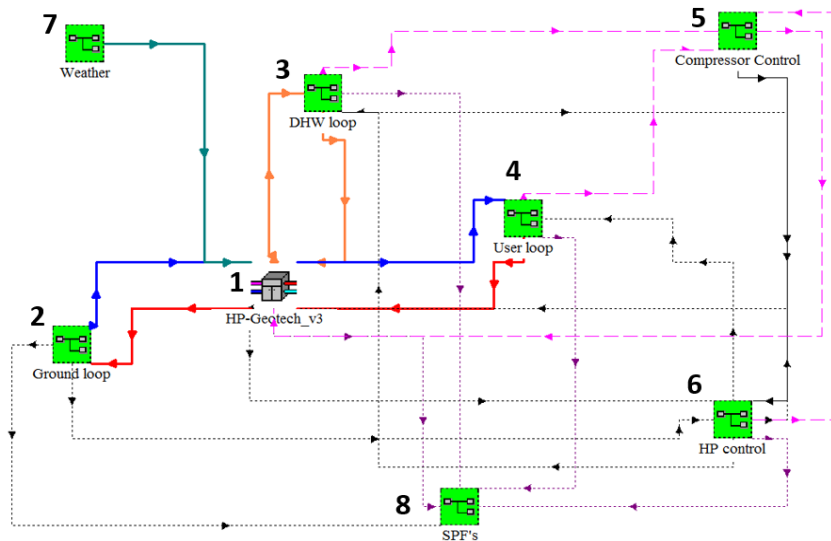 7
Weather
5
Compressor Control
3
DHW loop
4
User loop
1
HP-Geotech_v3
2
Ground loop
6
HP control
8
SPF's